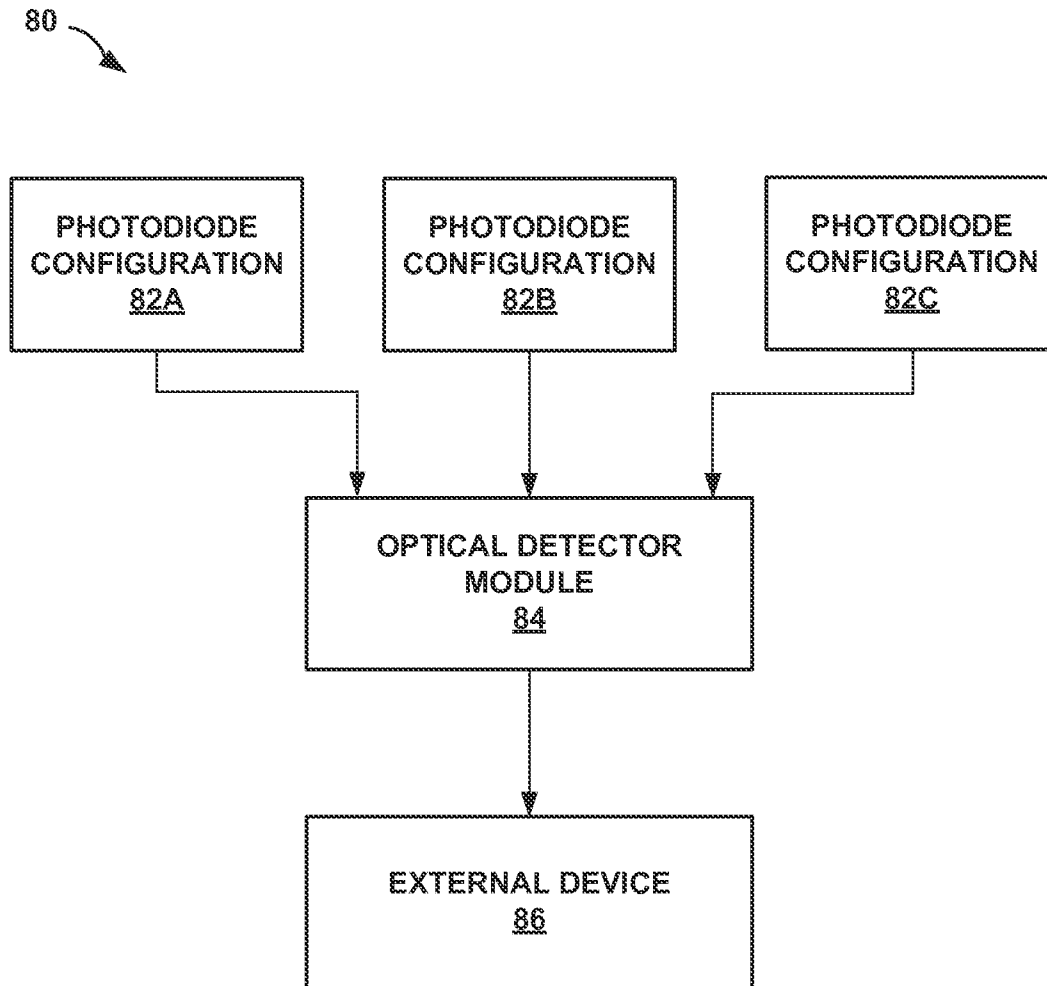 80
PHOTODIODE
CONFIGURATION
82A
PHOTODIODE
CONFIGURATION
82B
PHOTODIODE
CONFIGURATION
82C
OPTICAL DETECTOR
MODULE
84
EXTERNAL DEVICE
86